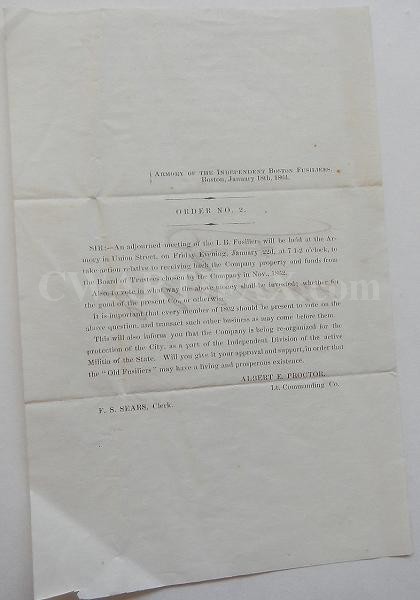 ARMORY OF THE INDEPENDENT BOSTON FUSILIERS,
Boston, January 18th, 1864.
ORDER NO. 2.
SIR:—An adjourned meeting of the I. B. Fusiliers will be held at the Ar-
mory in Union Street, on Friday Evening, January 22d, at 7 1-2 o'clock, to
take action relative to receiving back the Company property and funds from
the Board of Trustees chosen by the Company in Nov., 1862.
Also to vote in what way the above money shall be invested; whether for
the good of the present Co., or otherwise.
It is important that every member of 1862 should be present to vote on the
above question, and transact such other business as may come before them.
This will also inform you that the Company is being re-organized for the
protection of the City, as a part of the Independent Division of the active
Militia of the State. Will you give it your approval and support, in order that
the "Old Fusiliers" may have a living and prosperous existence.
ALBERT E. PROCTOR,
Lt. Commanding Co.
F. S. SEARS, Clerk.